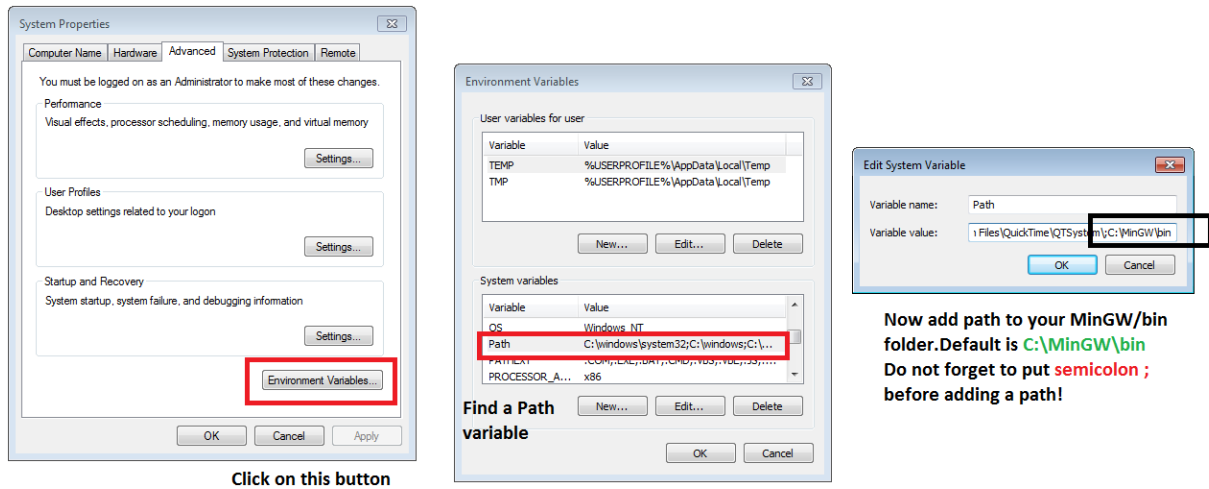 System Properties
Computer Name Hardware Advanced System Protection Remote
You must be logged on as an Administrator to make most of these changes.
Performance
Visual effects, processor scheduling, memory usage, and virtual memory
Settings...
User Profiles
Desktop settings related to your logon
Settings...
Startup and Recovery
System startup, system failure, and debugging information
Settings...
Environment Variables...
OK Cancel Apply
Click on this button
Environment Variables
User variables for user
Variable Value
TEMP %USERPROFILE%\AppData\Local\Temp
TMP %USERPROFILE%\AppData\Local\Temp
New... Edit... Delete
System variables
Variable Value
OS Windows_NT
Path C:\windows\system32;C:\windows;C:\...
PATHEXT .COM;.EXE;.BAT;.CMD;.VBS;.VBE;.JS;....
PROCESSOR_A... x86
Find a Path
variable
New... Edit... Delete
OK Cancel
Edit System Variable
Variable name: Path
Variable value: Files\QuickTime\QTSystem\;C:\MinGW\bin
OK Cancel
Now add path to your MinGW/bin
folder.Default is C:\MinGW\bin
Do not forget to put semicolon ;
before adding a path!